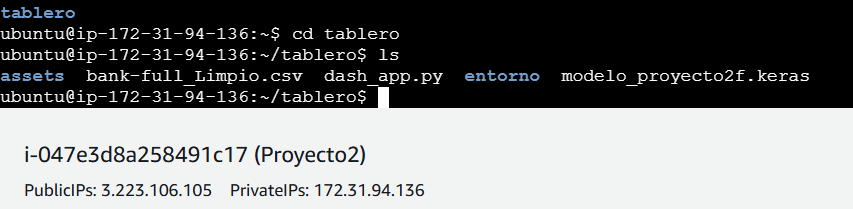 tablero
ubuntu@ip-172-31-94-136:~$ cd tablero
ubuntu@ip-172-31-94-136:~/tablero$ ls
assets  bank-full_Limpio.csv  dash_app.py  entorno  modelo_proyecto2f.keras
ubuntu@ip-172-31-94-136:~/tablero$
i-047e3d8a258491c17 (Proyecto2)
PublicIPs: 3.223.106.105    PrivateIPs: 172.31.94.136